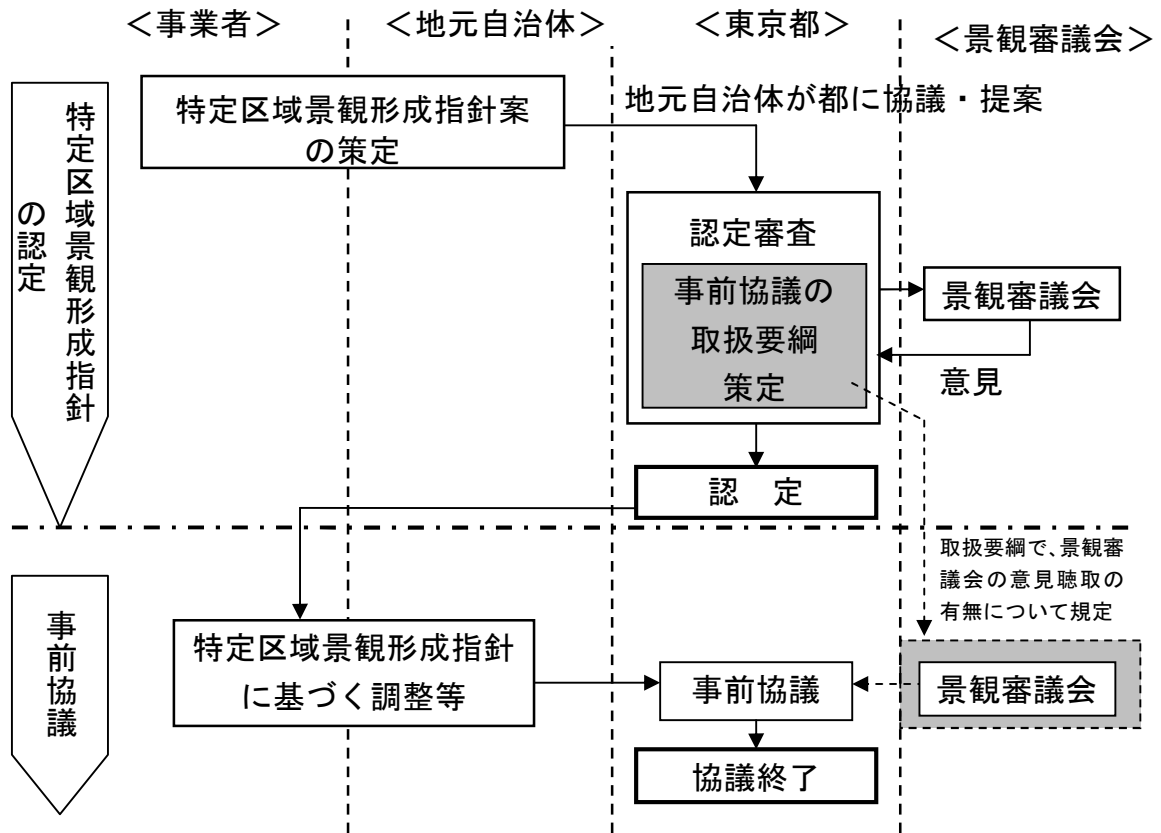 ＜事業者＞
＜地元自治体＞
＜東京都＞
＜景観審議会＞
特定区域景観形成指針
の認定
特定区域景観形成指針案
の策定
地元自治体が都に協議・提案
認定審査
事前協議の
取扱要綱
策定
景観審議会
意見
認　定
取扱要綱で、景観審
議会の意見聴取の
有無について規定
事前協議
特定区域景観形成指針
に基づく調整等
事前協議
景観審議会
協議終了